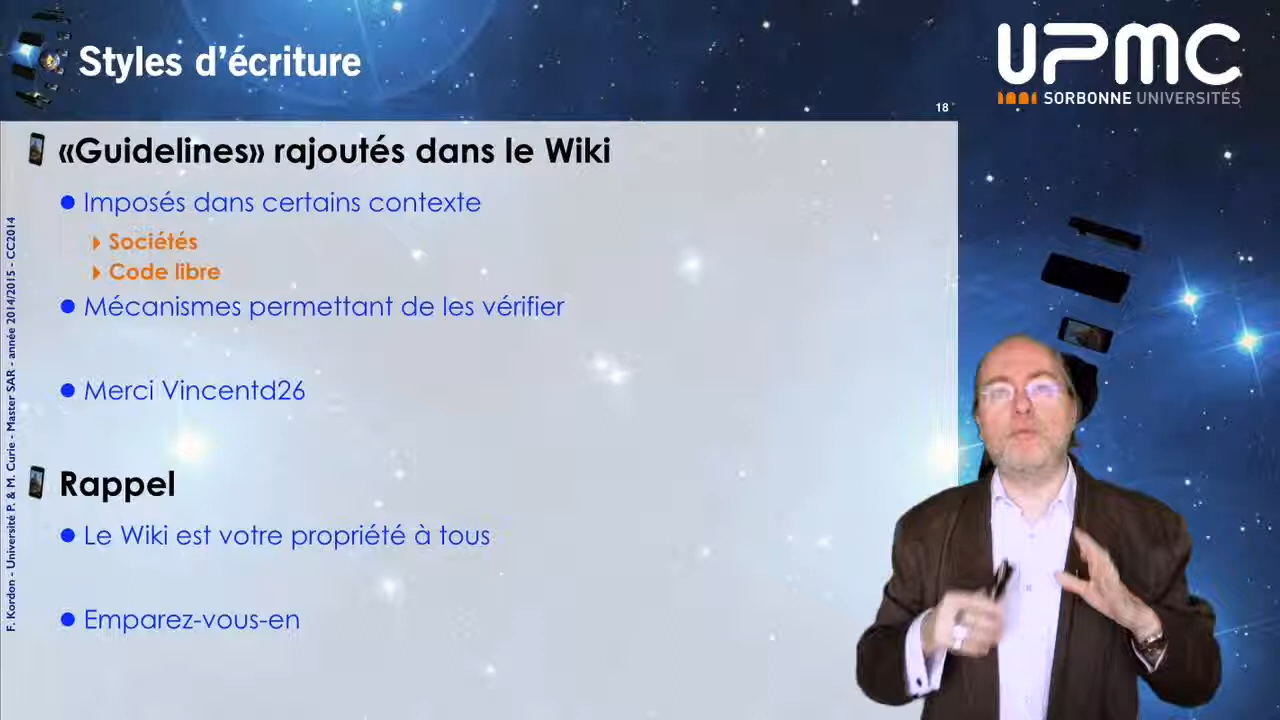 Styles d'écriture
UPMC
SORBONNE UNIVERSITÉS
18
«Guidelines» rajoutés dans le Wiki
Imposés dans certains contexte
Sociétés
Code libre
Mécanismes permettant de les vérifier
Merci Vincentd26
Rappel
Le Wiki est votre propriété à tous
Emparez-vous-en
F. Kordon - Université P. & M. Curie - Master SAR - année 2014/2015 - CC2014